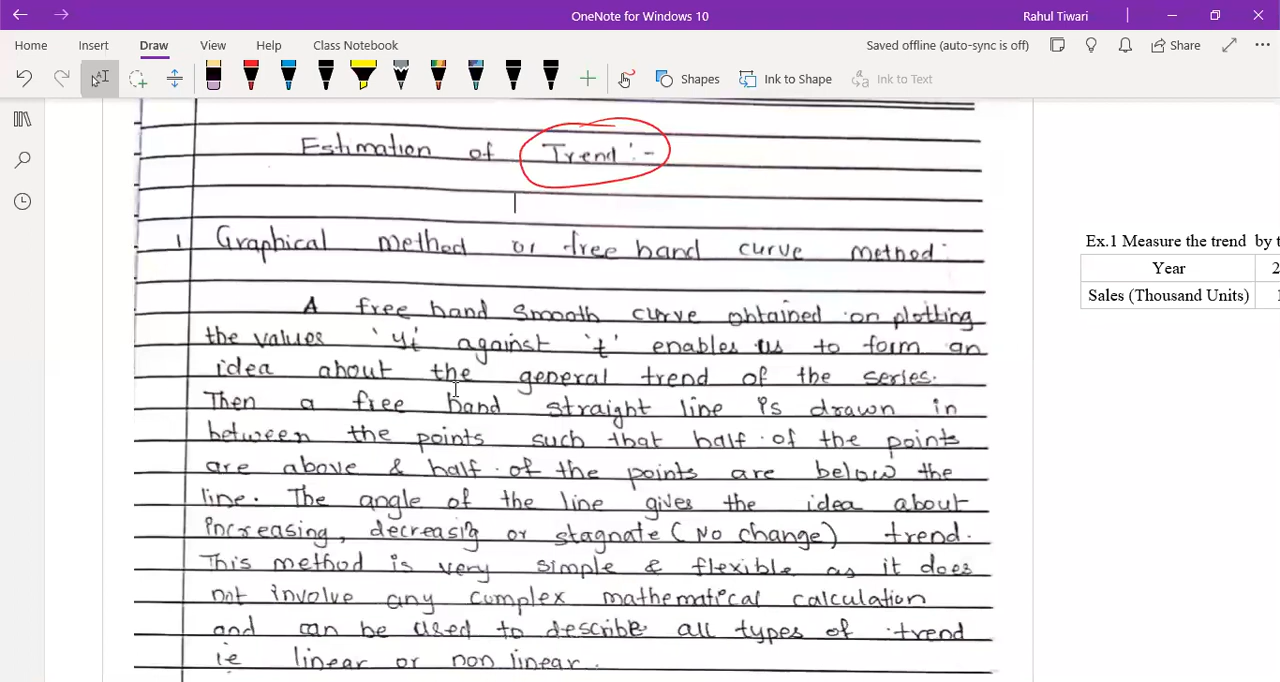 OneNote for Windows 10
Rahul Tiwari
Home Insert Draw View Help Class Notebook
Saved offline (auto-sync is off)
Share
Shapes
Ink to Shape
Ink to Text
Estimation of Trend :-
1 Graphical method or free hand curve method:
A free hand smooth curve obtained on plotting
the values 'yt' against 't' enables us to form an
idea about the general trend of the series.
Then a free hand straight line is drawn in
between the points such that half of the points
are above & half of the points are below the
line. The angle of the line gives the idea about
increasing, decreasing or stagnate (No change) trend.
This method is very simple & flexible as it does
not involve any complex mathematical calculation
and can be used to describe all types of trend
ie linear or non linear.
Ex.1 Measure the trend by t
Year 2
Sales (Thousand Units) 1